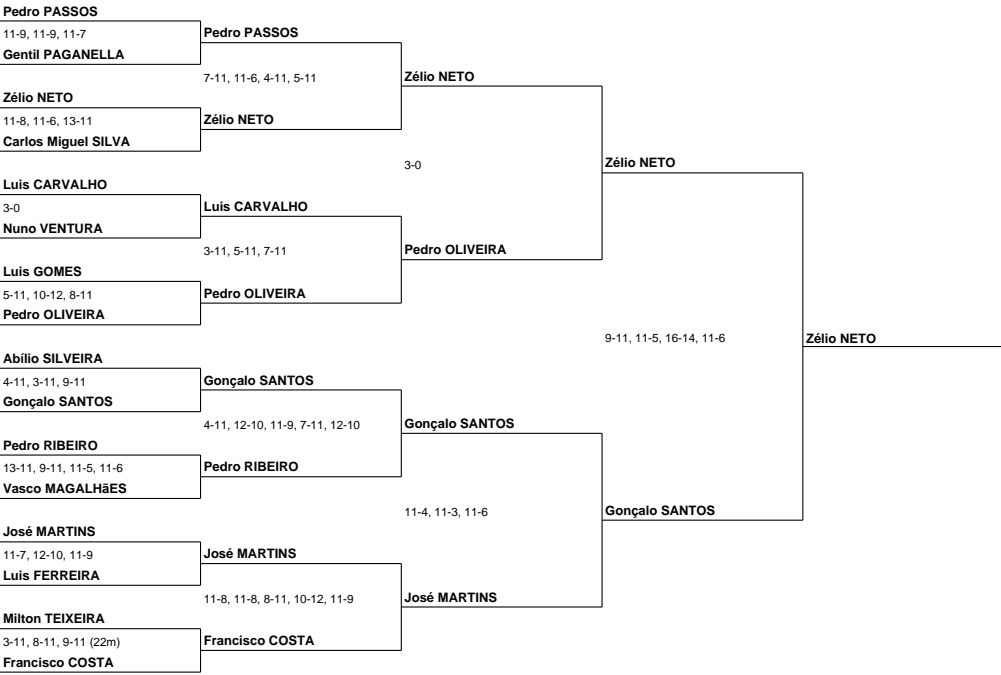 Pedro PASSOS
11-9, 11-9, 11-7
Gentil PAGANELLA
Zélio NETO
11-8, 11-6, 13-11
Carlos Miguel SILVA
Luis CARVALHO
3-0
Nuno VENTURA
Luis GOMES
5-11, 10-12, 8-11
Pedro OLIVEIRA
Abílio SILVEIRA
4-11, 3-11, 9-11
Gonçalo SANTOS
Pedro RIBEIRO
13-11, 9-11, 11-5, 11-6
Vasco MAGALHãES
José MARTINS
11-7, 12-10, 11-9
Luis FERREIRA
Milton TEIXEIRA
3-11, 8-11, 9-11 (22m)
Francisco COSTA
Pedro PASSOS
7-11, 11-6, 4-11, 5-11
Zélio NETO
Luis CARVALHO
3-11, 5-11, 7-11
Pedro OLIVEIRA
Gonçalo SANTOS
4-11, 12-10, 11-9, 7-11, 12-10
Pedro RIBEIRO
José MARTINS
11-8, 11-8, 8-11, 10-12, 11-9
Francisco COSTA
Zélio NETO
3-0
Pedro OLIVEIRA
Gonçalo SANTOS
11-4, 11-3, 11-6
José MARTINS
Zélio NETO
9-11, 11-5, 16-14, 11-6
Gonçalo SANTOS
Zélio NETO